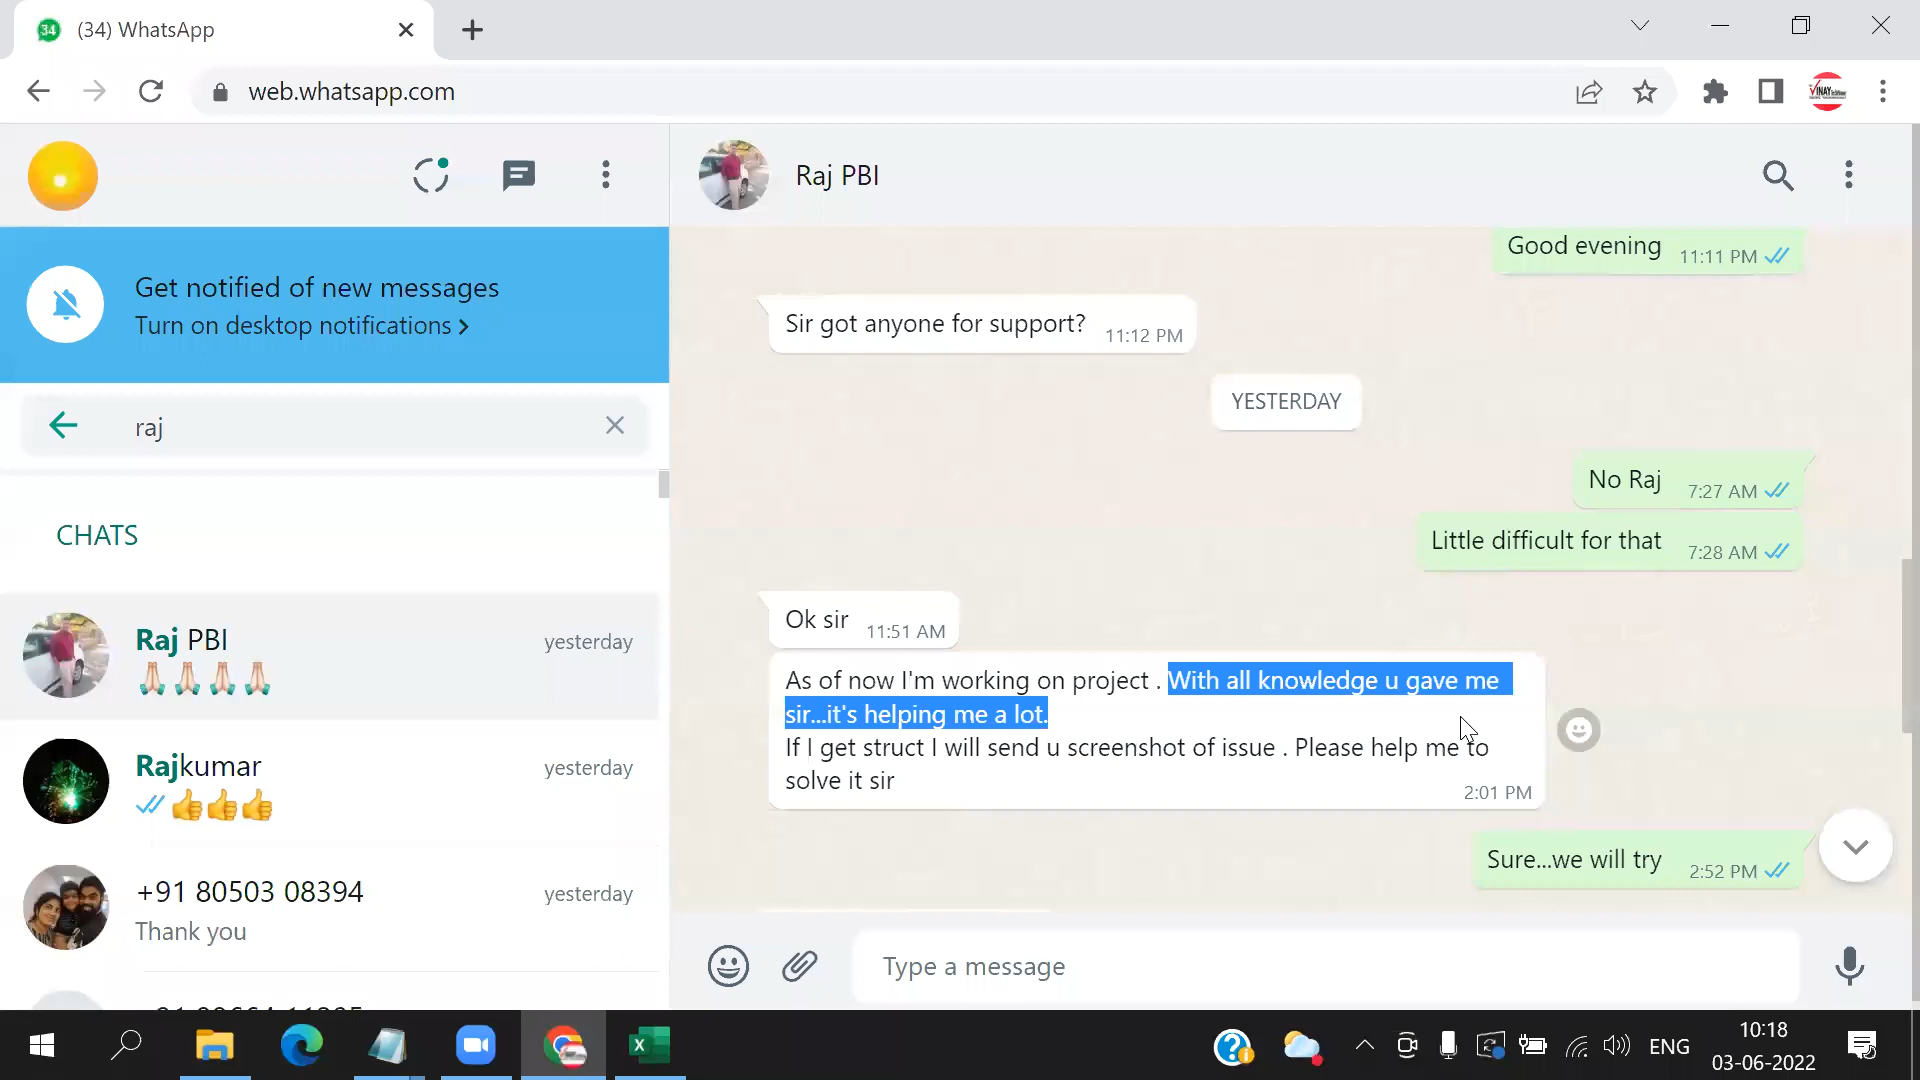 34
(34) WhatsApp
web.whatsapp.com
VINAY
Get notified of new messages
Turn on desktop notifications >
raj
CHATS
Raj PBI
yesterday
Rajkumar
yesterday
+91 80503 08394
yesterday
Thank you
Raj PBI
Good evening 11:11 PM
Sir got anyone for support? 11:12 PM
YESTERDAY
No Raj 7:27 AM
Little difficult for that 7:28 AM
Ok sir 11:51 AM
As of now I'm working on project . With all knowledge u gave me
sir...it's helping me a lot.
If I get struct I will send u screenshot of issue . Please help me to
solve it sir
2:01 PM
Sure...we will try 2:52 PM
Type a message
ENG
10:18
03-06-2022